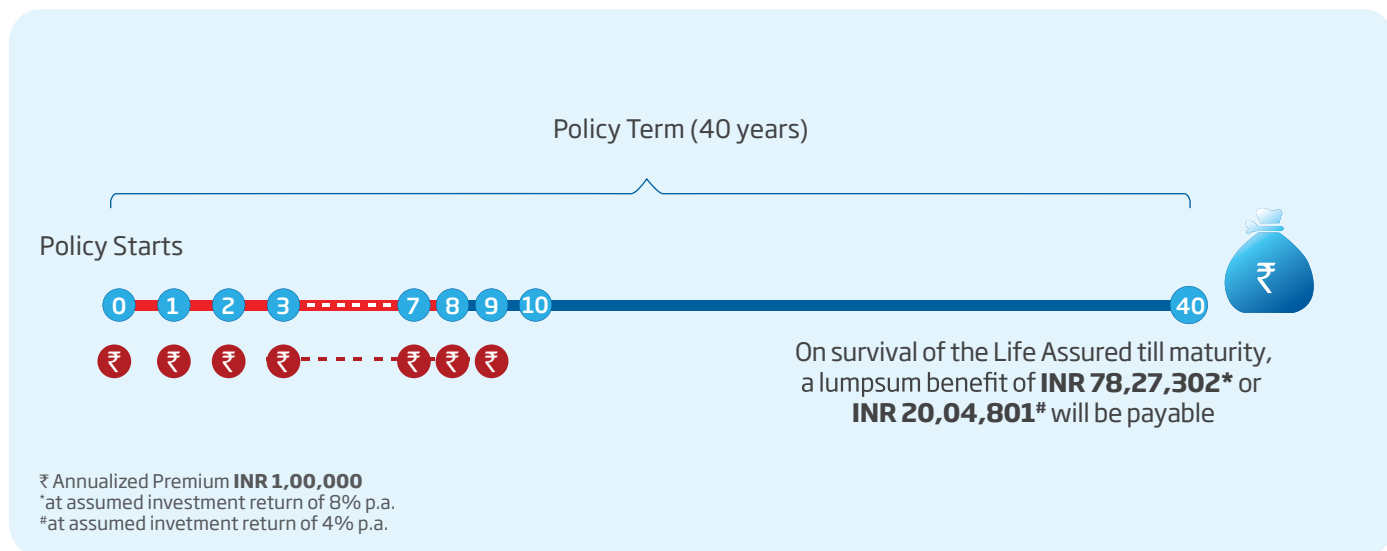 Policy Term (40 years)
Policy Starts
₹
0 1 2 3 7 8 9 10 40
₹ ₹ ₹ ₹ ₹ ₹ ₹
On survival of the Life Assured till maturity,
a lumpsum benefit of INR 78,27,302* or
INR 20,04,801# will be payable
₹ Annualized Premium INR 1,00,000
*at assumed investment return of 8% p.a.
#at assumed invetment return of 4% p.a.